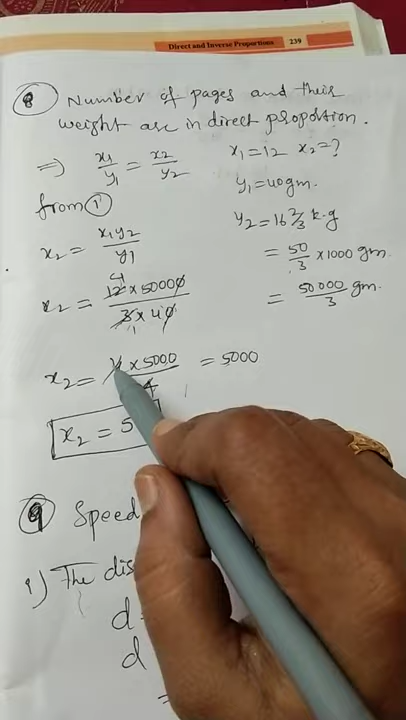 Direct and Inverse Proportions 239
8 Number of pages and their
weight are in direct proportion.
⇒ x1/y1 = x2/y2 x1=12 x2=?
y1=40gm.
from ①
y2=16 2/3 k.g
x2 = x1y2/y1
= 50/3 ×1000 gm.
x2 = 12×50000/3×40
4
1
= 50000/3 gm.
x2 = 4×5000/4 = 5000
x2 = 5
9 Speed
1) The dis
d
d
=